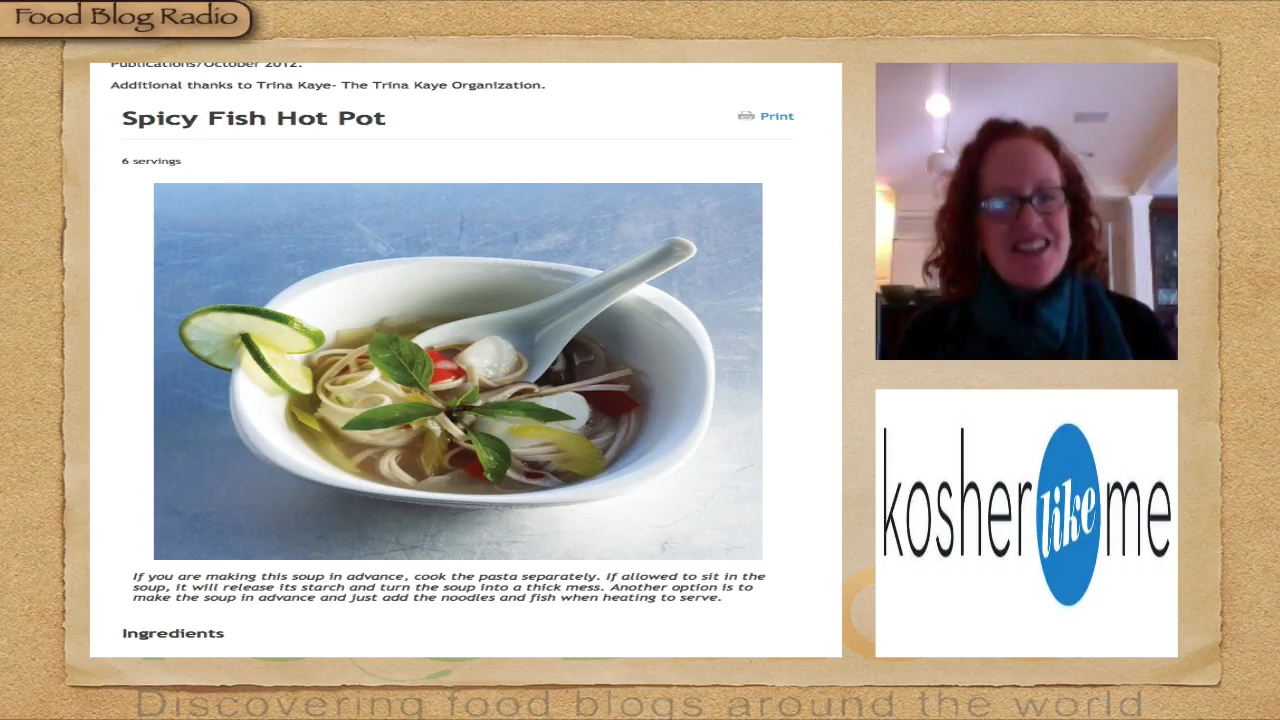 Food Blog Radio
Publications/October 2012.
Additional thanks to Trina Kaye- The Trina Kaye Organization.
Spicy Fish Hot Pot
Print
6 servings
If you are making this soup in advance, cook the pasta separately. If allowed to sit in the
soup, it will release its starch and turn the soup into a thick mess. Another option is to
make the soup in advance and just add the noodles and fish when heating to serve.
Ingredients
kosher like me
Discovering food blogs around the world